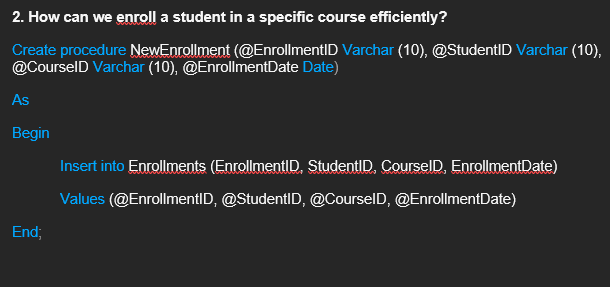 2. How can we enroll a student in a specific course efficiently?
Create procedure NewEnrollment (@EnrollmentID Varchar (10), @StudentID Varchar (10),
@CourseID Varchar (10), @EnrollmentDate Date)
As
Begin
Insert into Enrollments (EnrollmentID, StudentID, CourseID, EnrollmentDate)
Values (@EnrollmentID, @StudentID, @CourseID, @EnrollmentDate)
End;